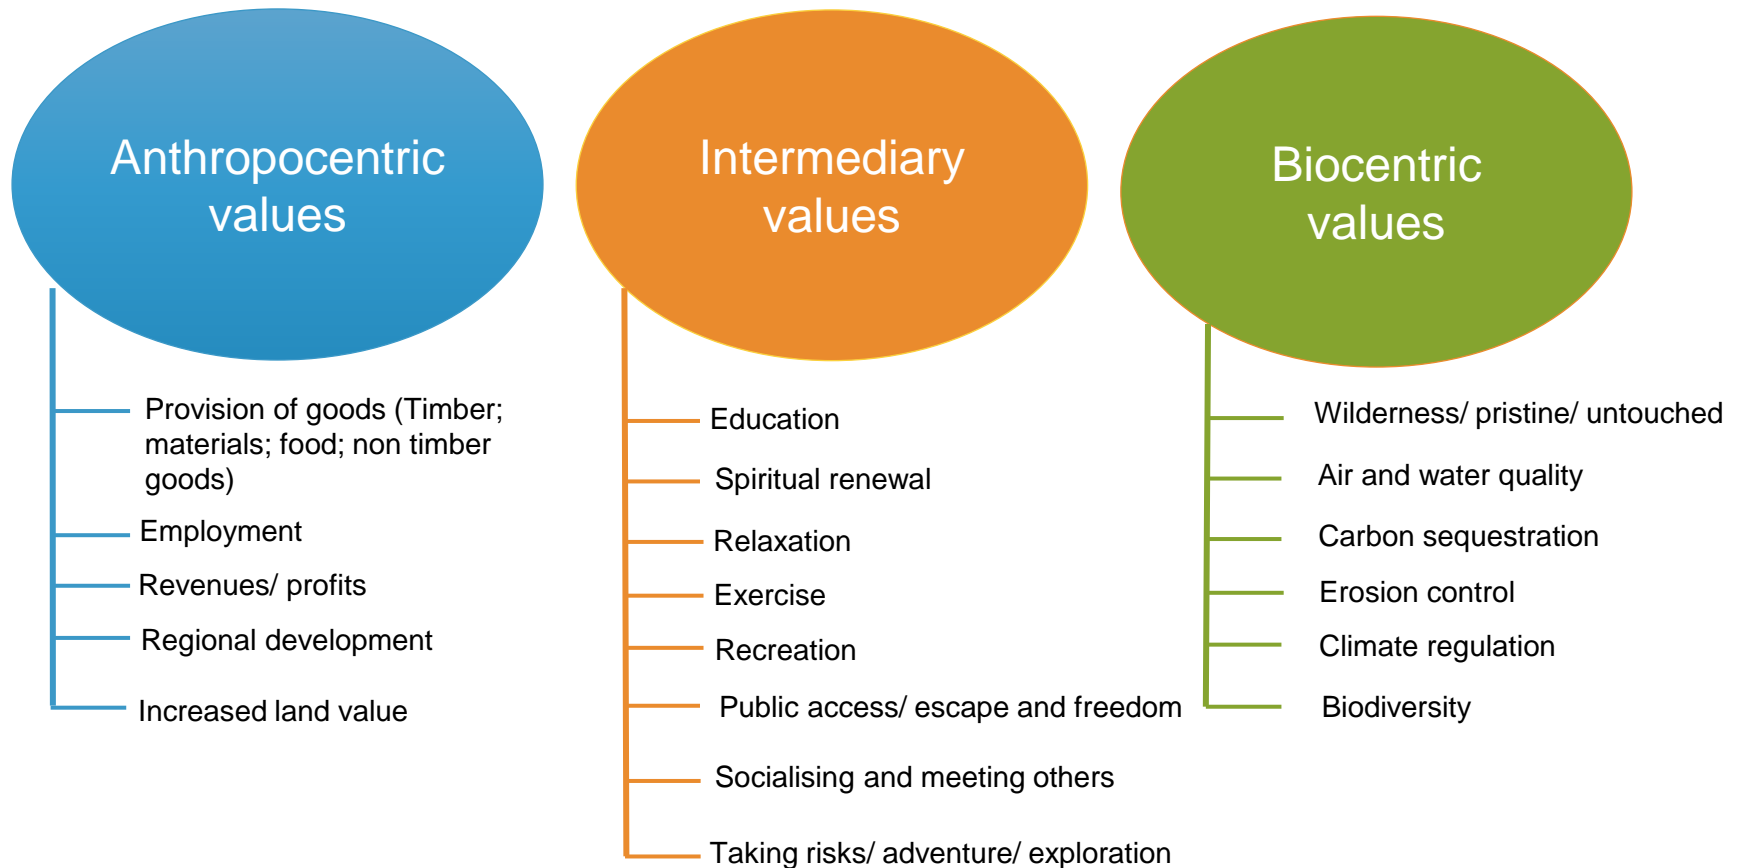 Anthropocentric
values
Provision of goods (Timber;
materials; food; non timber
goods)
Employment
Revenues/ profits
Regional development
Increased land value
Intermediary
values
Education
Spiritual renewal
Relaxation
Exercise
Recreation
Public access/ escape and freedom
Socialising and meeting others
Taking risks/ adventure/ exploration
Biocentric
values
Wilderness/ pristine/ untouched
Air and water quality
Carbon sequestration
Erosion control
Climate regulation
Biodiversity